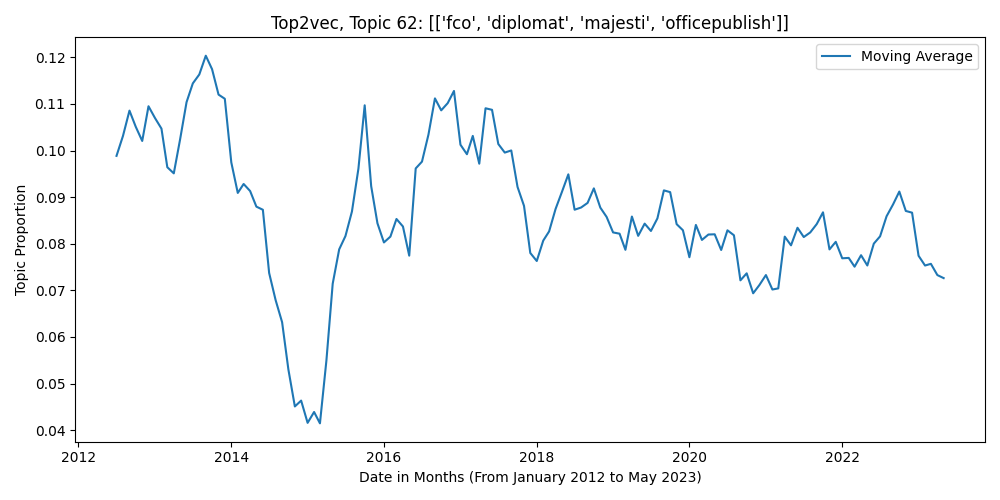 Top2vec, Topic 62: [['fco', 'diplomat', 'majesti', 'officepublish']]
Moving Average
0.12
0.11
0.10
0.09
0.08
0.07
0.06
0.05
0.04
Topic Proportion
2012 2014 2016 2018 2020 2022
Date in Months (From January 2012 to May 2023)